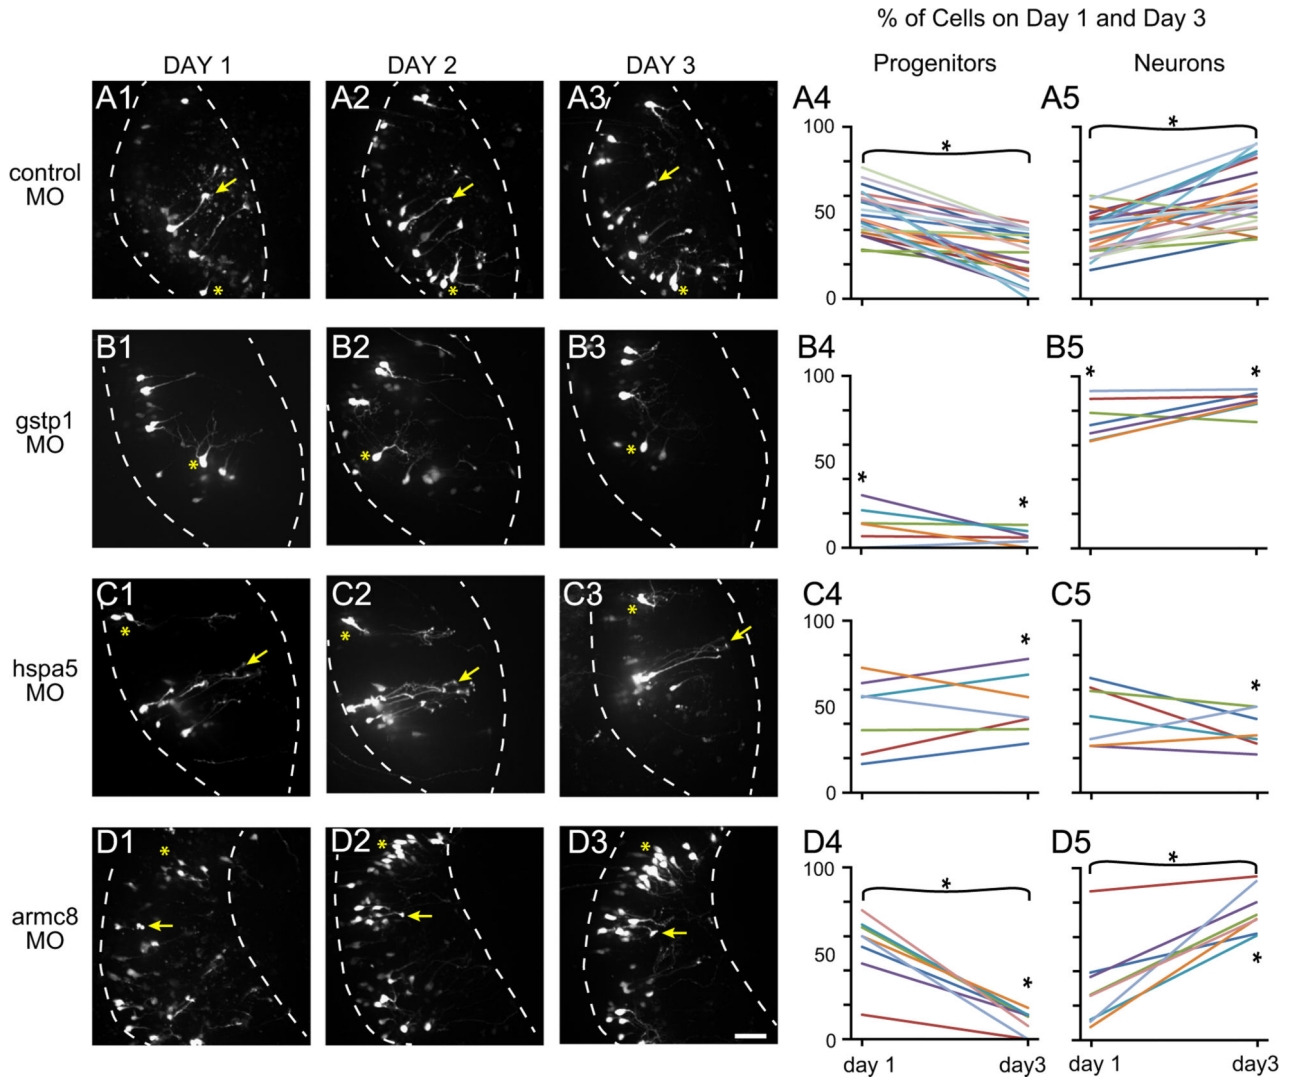 % of Cells on Day 1 and Day 3
DAY 1 DAY 2 DAY 3 Progenitors Neurons
control
MO
A1 A2 A3 A4 A5
100
50
0
*
*
*
*
*
gstp1
MO
B1 B2 B3 B4 B5
100
50
0
*
*
*
*
*
*
*
hspa5
MO
C1 C2 C3 C4 C5
100
50
0
*
*
*
*
*
armc8
MO
D1 D2 D3 D4 D5
100
50
0
*
*
*
*
*
*
*
day 1 day3 day 1 day3